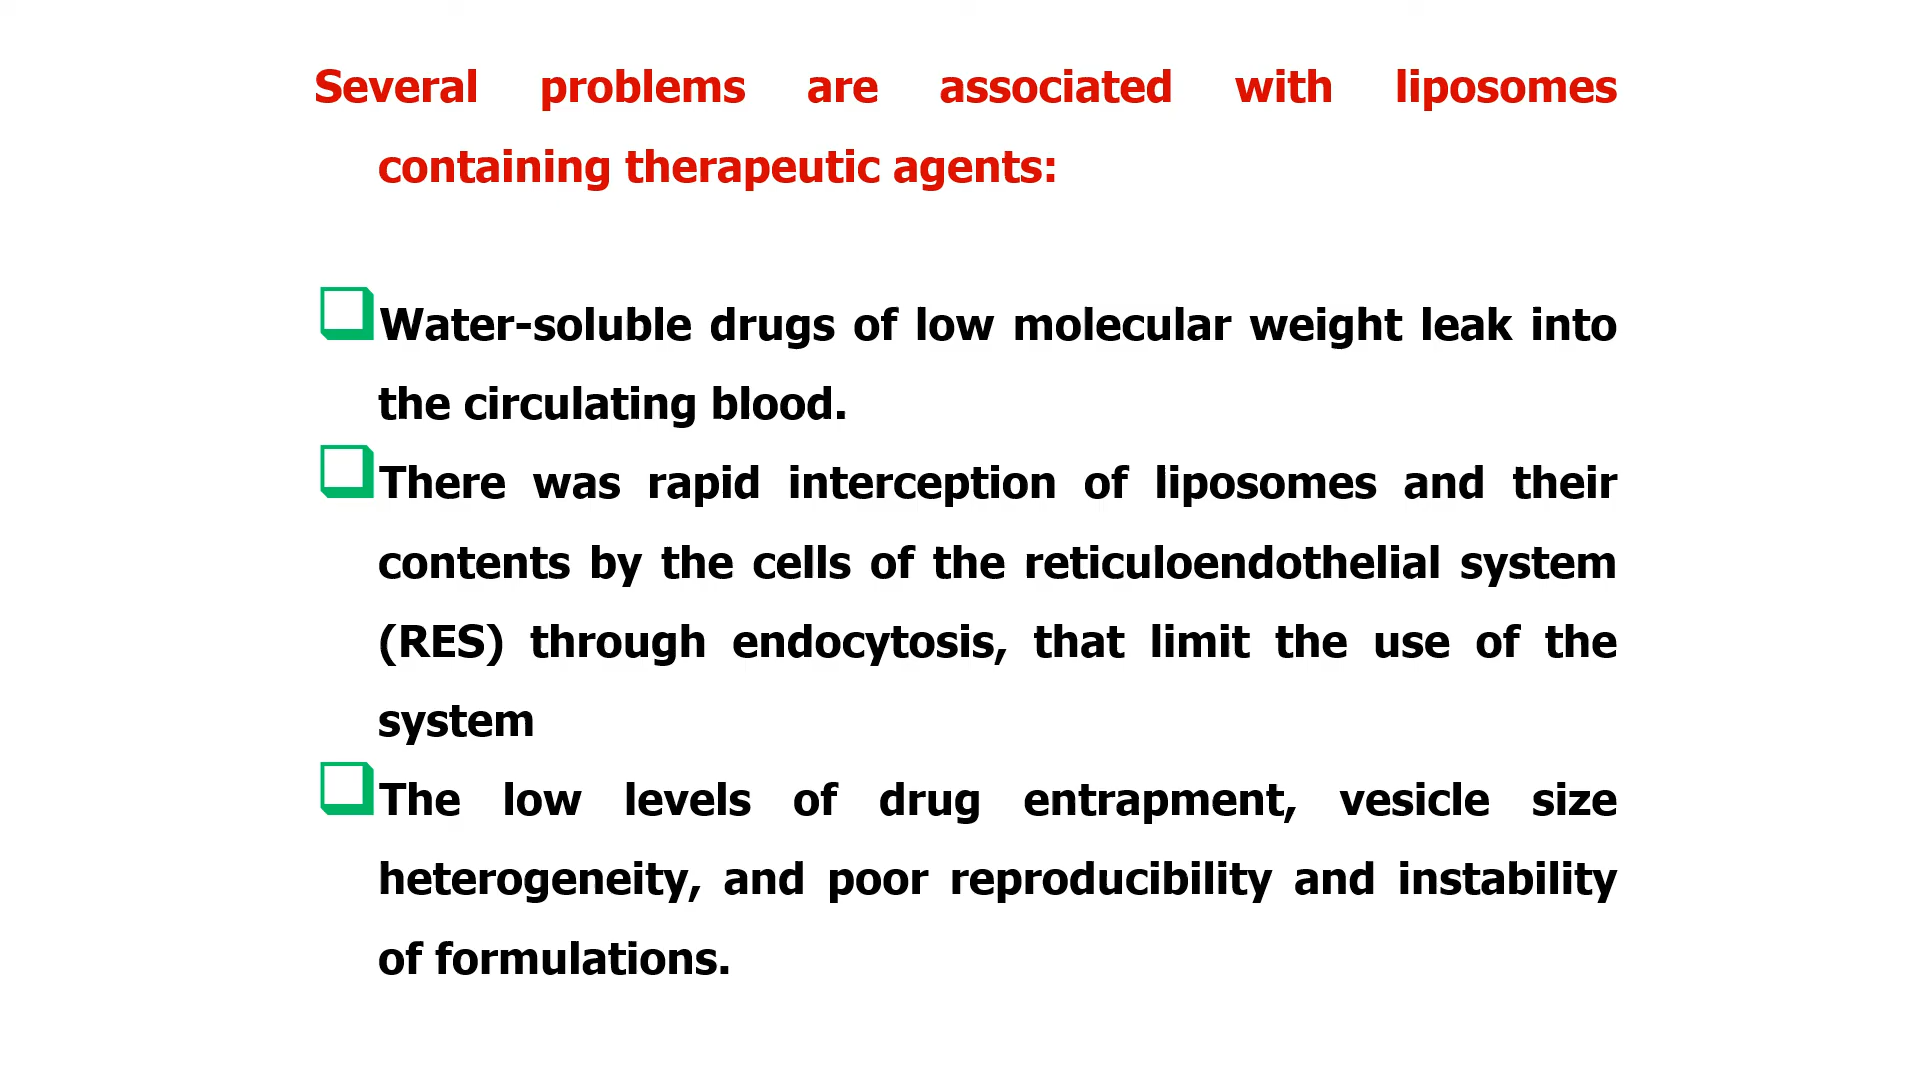 Several problems are associated with liposomes
containing therapeutic agents:
Water-soluble drugs of low molecular weight leak into
the circulating blood.
There was rapid interception of liposomes and their
contents by the cells of the reticuloendothelial system
(RES) through endocytosis, that limit the use of the
system
The low levels of drug entrapment, vesicle size
heterogeneity, and poor reproducibility and instability
of formulations.